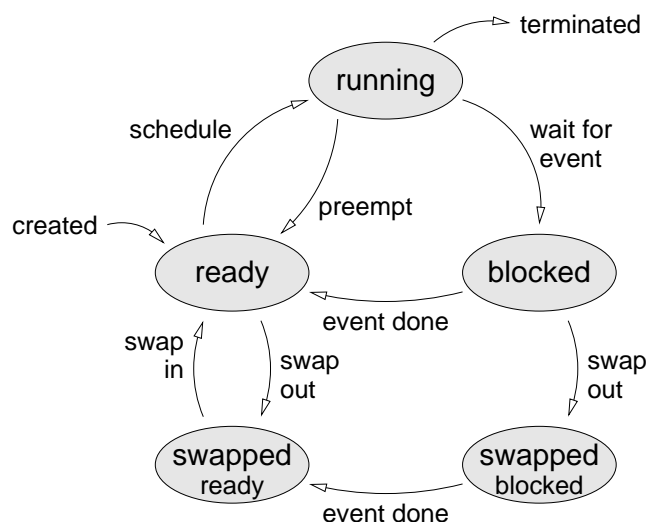 terminated
running
schedule
wait for
event
preempt
created
ready
blocked
event done
swap
in
swap
out
swap
out
swapped
ready
swapped
blocked
event done